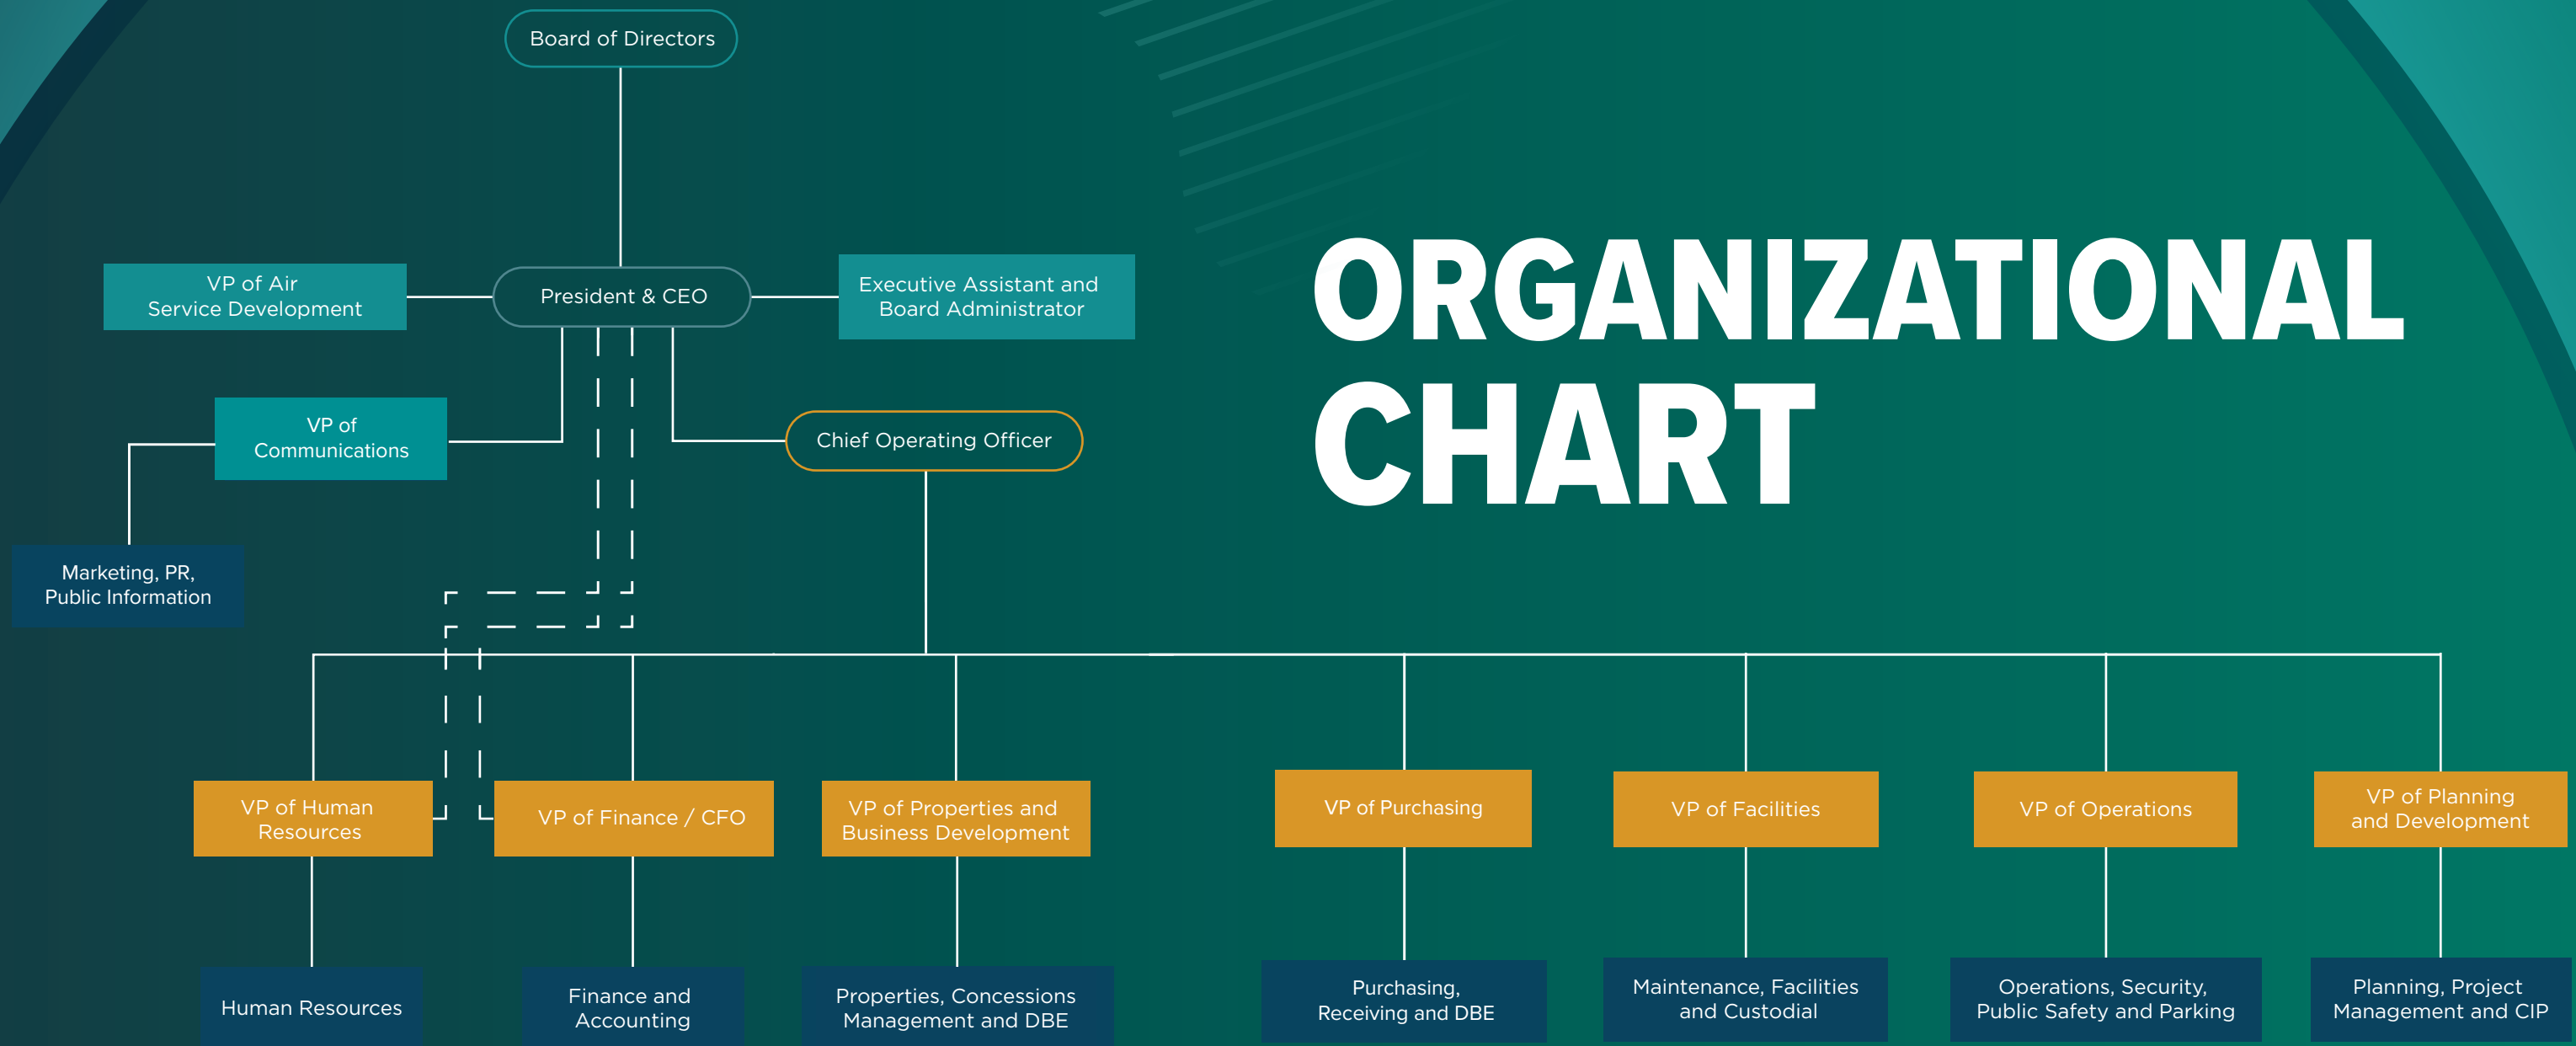 Board of Directors
VP of Air
Service Development
President & CEO
Executive Assistant and
Board Administrator
ORGANIZATIONAL
CHART
VP of
Communications
Chief Operating Officer
Marketing, PR,
Public Information
VP of Human
Resources
VP of Finance / CFO
VP of Properties and
Business Development
VP of Purchasing
VP of Facilities
VP of Operations
VP of Planning
and Development
Human Resources
Finance and
Accounting
Properties, Concessions
Management and DBE
Purchasing,
Receiving and DBE
Maintenance, Facilities
and Custodial
Operations, Security,
Public Safety and Parking
Planning, Project
Management and CIP